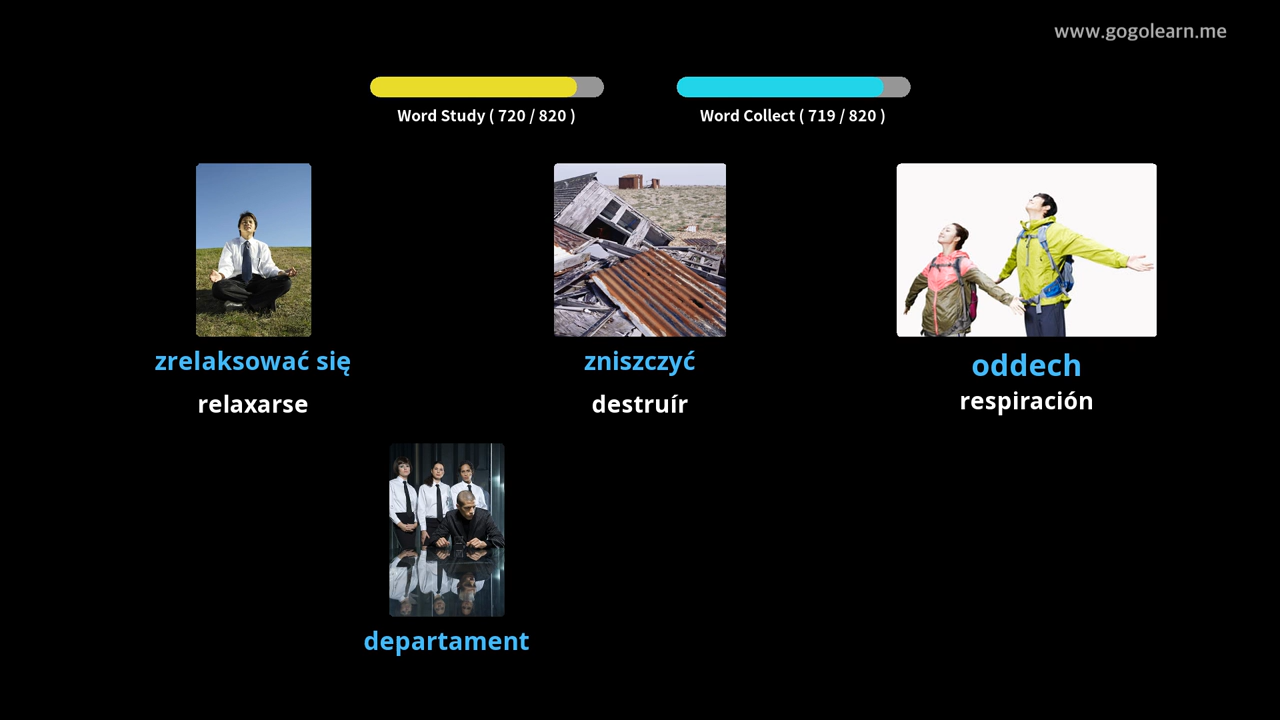 www.gogolearn.me
Word Study ( 720 / 820 )
Word Collect ( 719 / 820 )
zrelaksować się
zniszczyć
oddech
relaxarse
destruír
respiración
departament